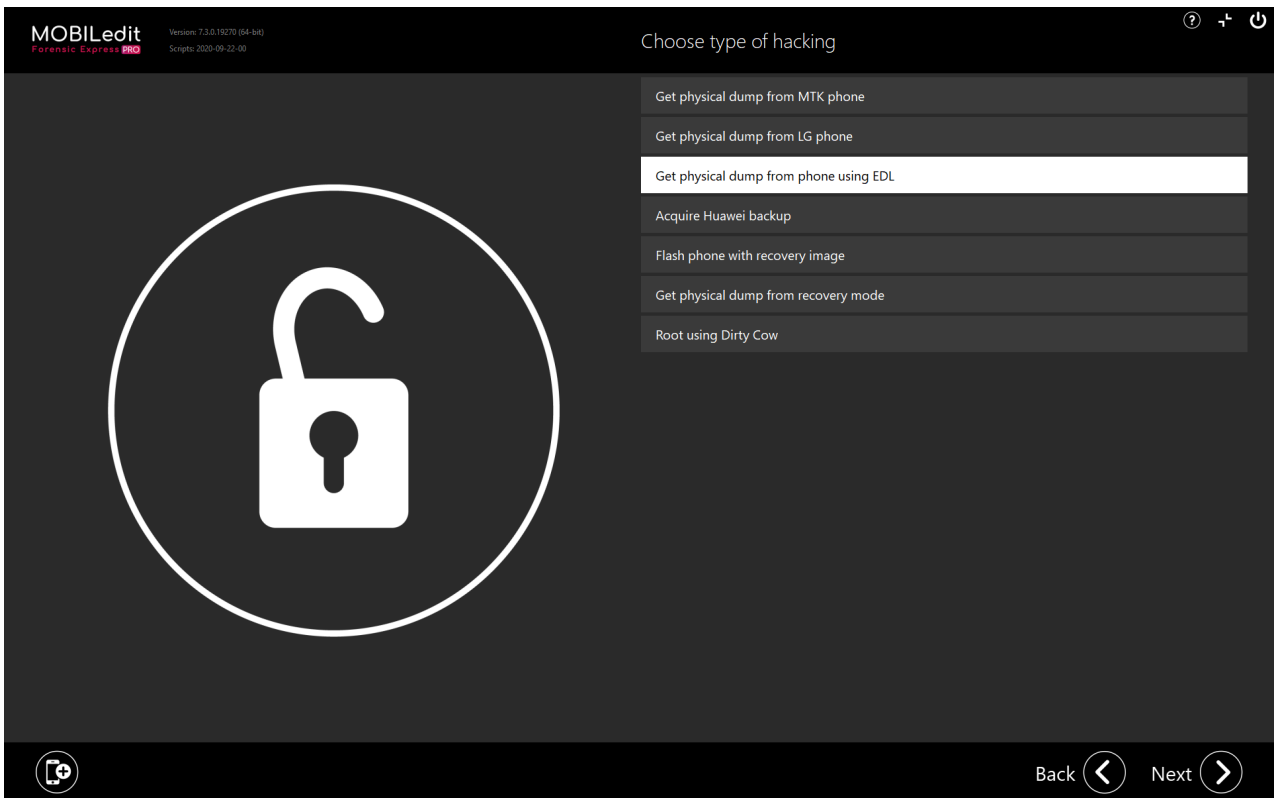 MOBILedit
Forensic Express PRO
Version: 7.3.0.19270 (64-bit)
Scripts: 2020-09-22-00
Choose type of hacking
?
Get physical dump from MTK phone
Get physical dump from LG phone
Get physical dump from phone using EDL
Acquire Huawei backup
Flash phone with recovery image
Get physical dump from recovery mode
Root using Dirty Cow
Back
Next